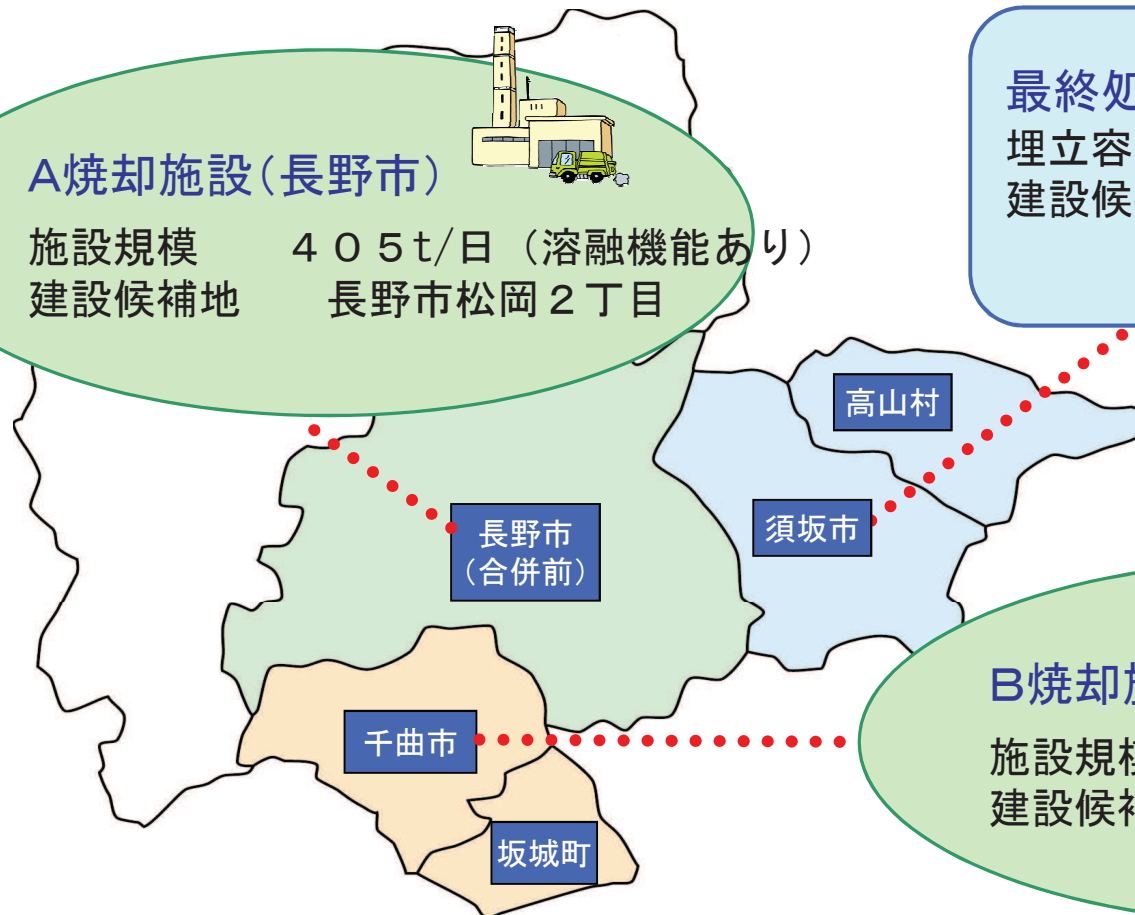 A焼却施設（長野市）
施設規模　　４０５t/日（溶融機能あり）
建設候補地　　長野市松岡２丁目
最終処
埋立容
建設候
高山村
須坂市
長野市
（合併前）
千曲市
坂城町
B焼却施
施設規模
建設候補